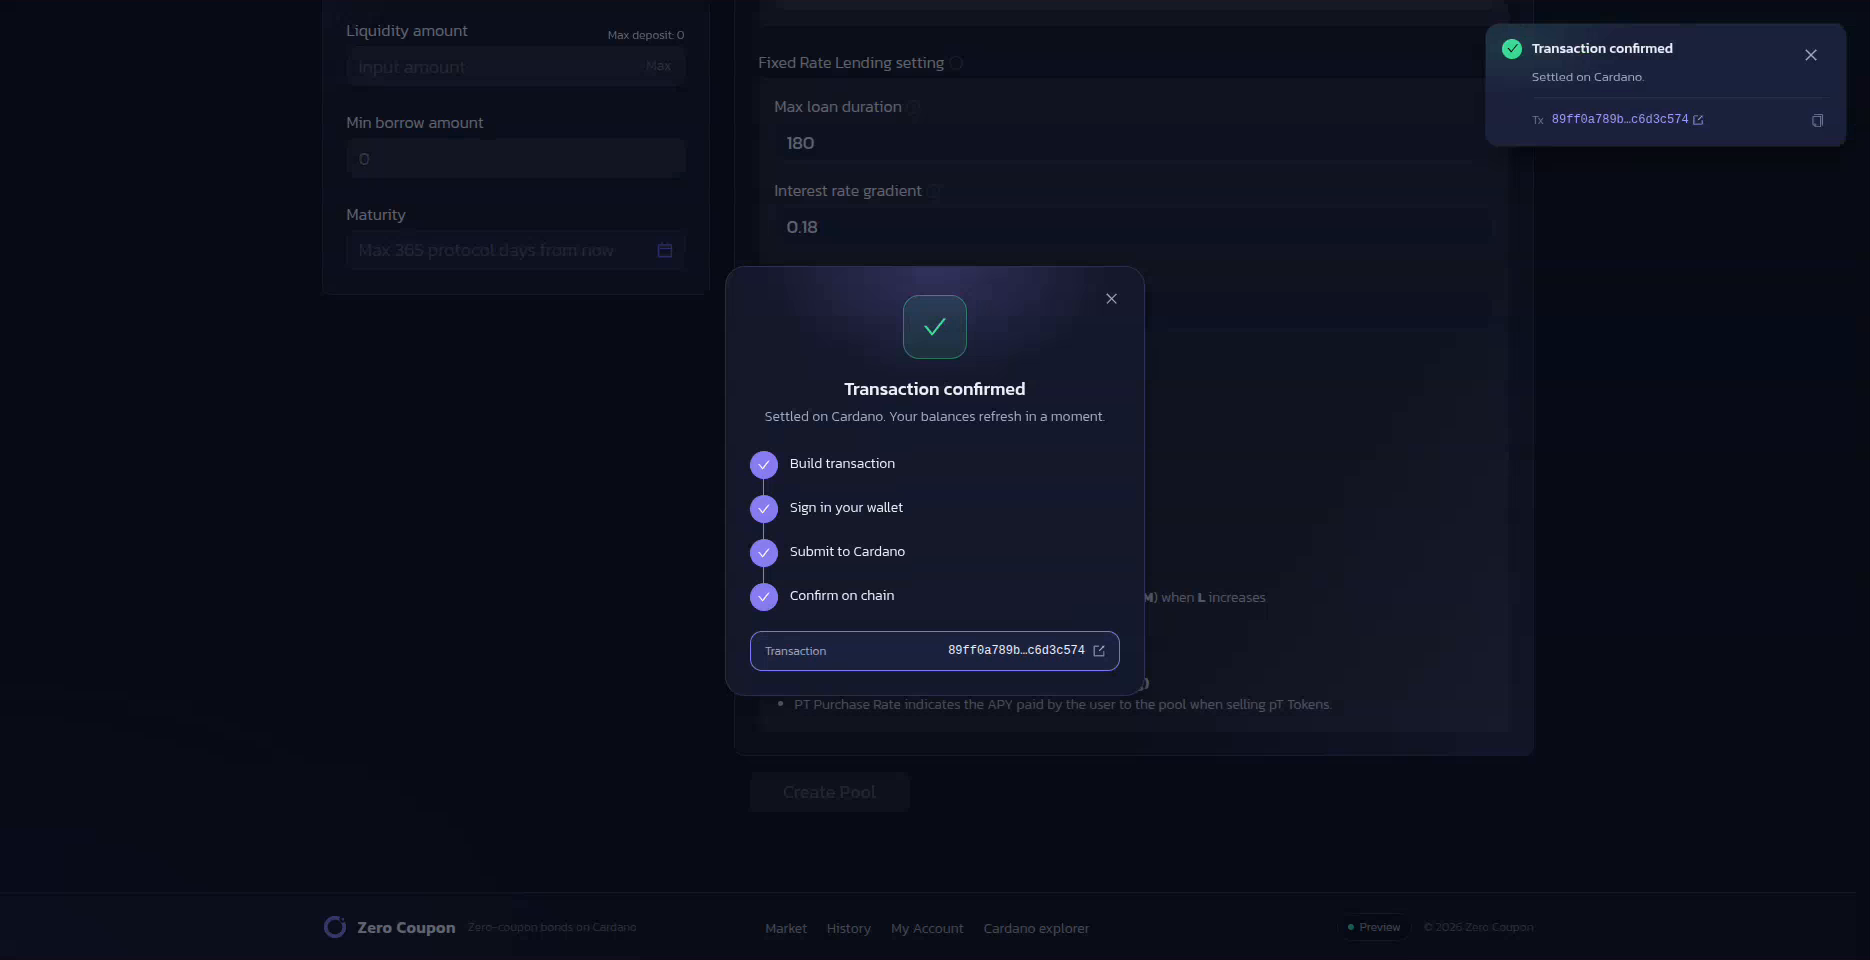 Liquidity amount
Max deposit: 0
Input amount
Max
Min borrow amount
0
Maturity
Max 365 protocol days from now
Fixed Rate Lending setting
Max loan duration
180
Interest rate gradient
0.18
Transaction confirmed
Settled on Cardano.
Tx 89ff0a789b…c6d3c574
Transaction confirmed
Settled on Cardano. Your balances refresh in a moment.
Build transaction
Sign in your wallet
Submit to Cardano
Confirm on chain
Transaction 89ff0a789b…c6d3c574
M) when L increases
)
• PT Purchase Rate indicates the APY paid by the user to the pool when selling pT Tokens.
Create Pool
Zero Coupon Zero-coupon bonds on Cardano
Market History My Account Cardano explorer
Preview © 2026 Zero Coupon